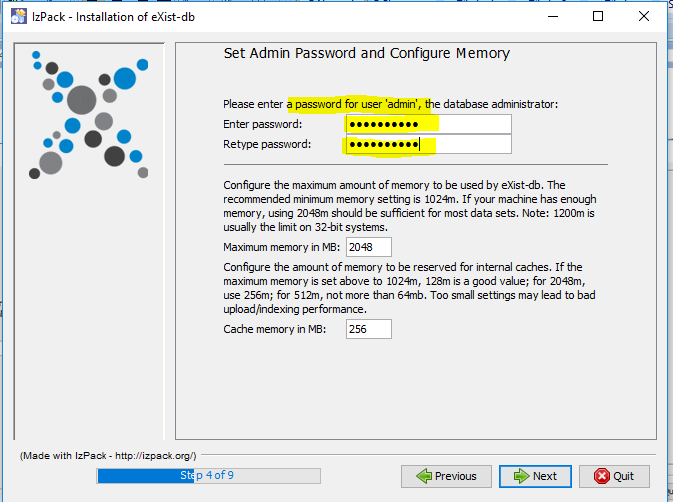 IzPack - Installation of eXist-db
Set Admin Password and Configure Memory
Please enter a password for user 'admin', the database administrator:
Enter password: ●●●●●●●●●●
Retype password: ●●●●●●●●●●
Configure the maximum amount of memory to be used by eXist-db. The
recommended minimum memory setting is 1024m. If your machine has enough
memory, using 2048m should be sufficient for most data sets. Note: 1200m is
usually the limit on 32-bit systems.
Maximum memory in MB: 2048
Configure the amount of memory to be reserved for internal caches. If the
maximum memory is set above to 1024m, 128m is a good value; for 2048m,
use 256m; for 512m, not more than 64mb. Too small settings may lead to bad
upload/indexing performance.
Cache memory in MB: 256
(Made with IzPack - http://izpack.org/)
Step 4 of 9
Previous
Next
Quit